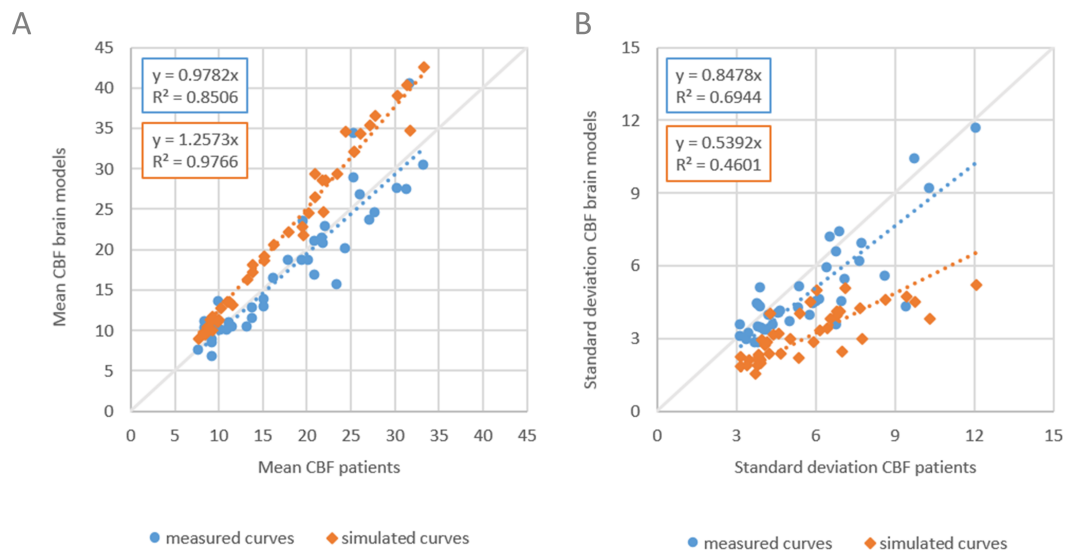 A
B
45
40
35
30
25
20
15
10
5
0
0 5 10 15 20 25 30 35 40 45
Mean CBF brain models
Mean CBF patients
y = 0.9782x
R² = 0.8506
y = 1.2573x
R² = 0.9766
measured curves simulated curves
15
12
9
6
3
0
0 3 6 9 12 15
Standard deviation CBF brain models
Standard deviation CBF patients
y = 0.8478x
R² = 0.6944
y = 0.5392x
R² = 0.4601
measured curves simulated curves